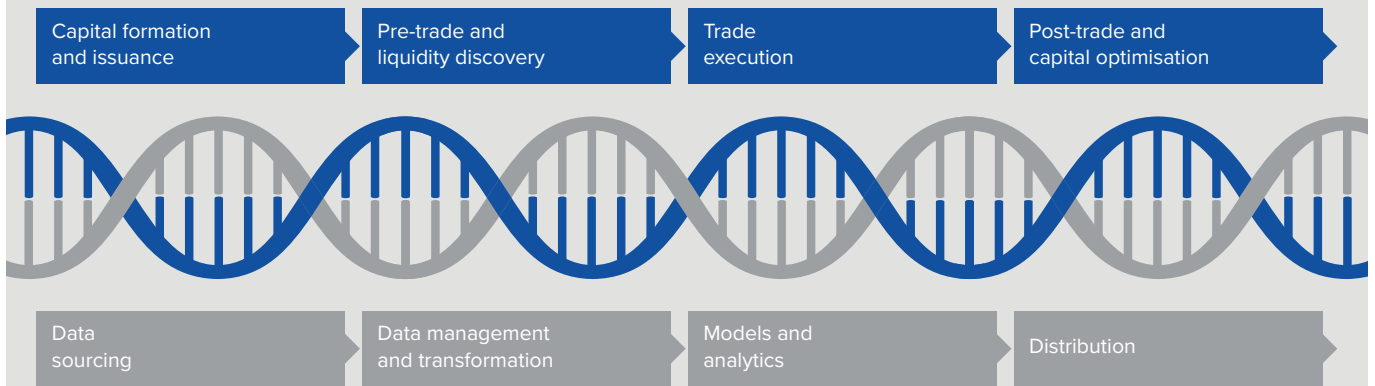 Capital formation
and issuance
Pre-trade and
liquidity discovery
Trade
execution
Post-trade and
capital optimisation
Data
sourcing
Data management
and transformation
Models and
analytics
Distribution